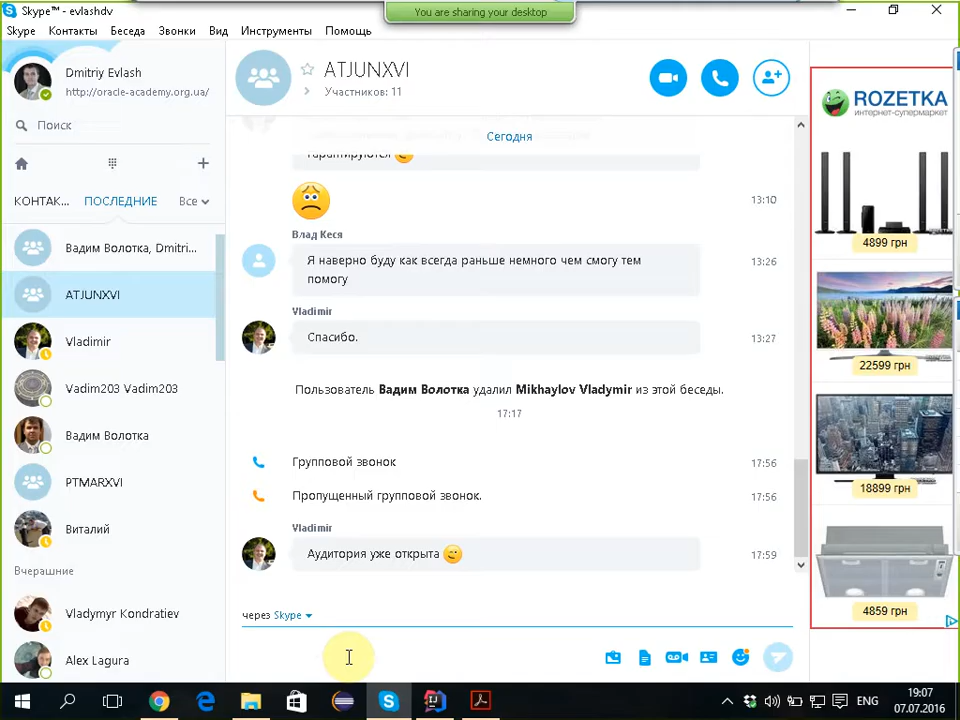 Skype™ - evlashdv
You are sharing your desktop
Skype Контакты Беседа Звонки Вид Инструменты Помощь
Dmitriy Evlash
http://oracle-academy.org.ua/
Поиск
КОНТАК... ПОСЛЕДНИЕ Все
Вадим Волотка, Dmitri...
ATJUNXVI
Vladimir
Vadim203 Vadim203
Вадим Волотка
PTMARXVI
Виталий
Вчерашние
Vladymyr Kondratiev
Alex Lagura
ATJUNXVI
Участников: 11
Сегодня
гарантируются
13:10
Влад Кеся
Я наверно буду как всегда раньше немного чем смогу тем
помогу
13:26
Vladimir
Спасибо.
13:27
Пользователь Вадим Волотка удалил Mikhaylov Vladymir из этой беседы.
17:17
Групповой звонок
17:56
Пропущенный групповой звонок.
17:56
Vladimir
Аудитория уже открыта
17:59
через Skype
ROZETKA
интернет-супермаркет
4899 грн
22599 грн
18899 грн
4859 грн
ENG
19:07
07.07.2016